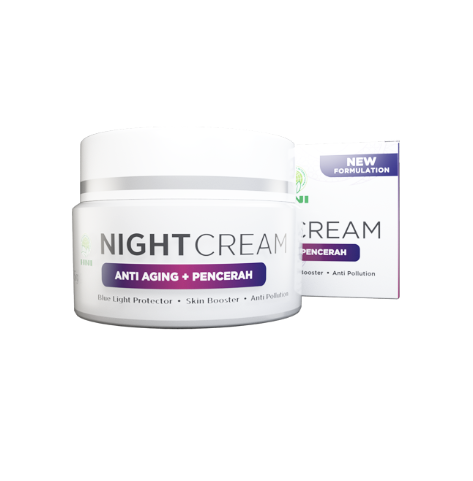 NIGHT CREAM
ANTI AGING + PENCERAH
Blue Light Protector • Skin Booster • Anti Pollution
NEW
FORMULATION
CREAM
PENCERAH
Booster • Anti Pollution